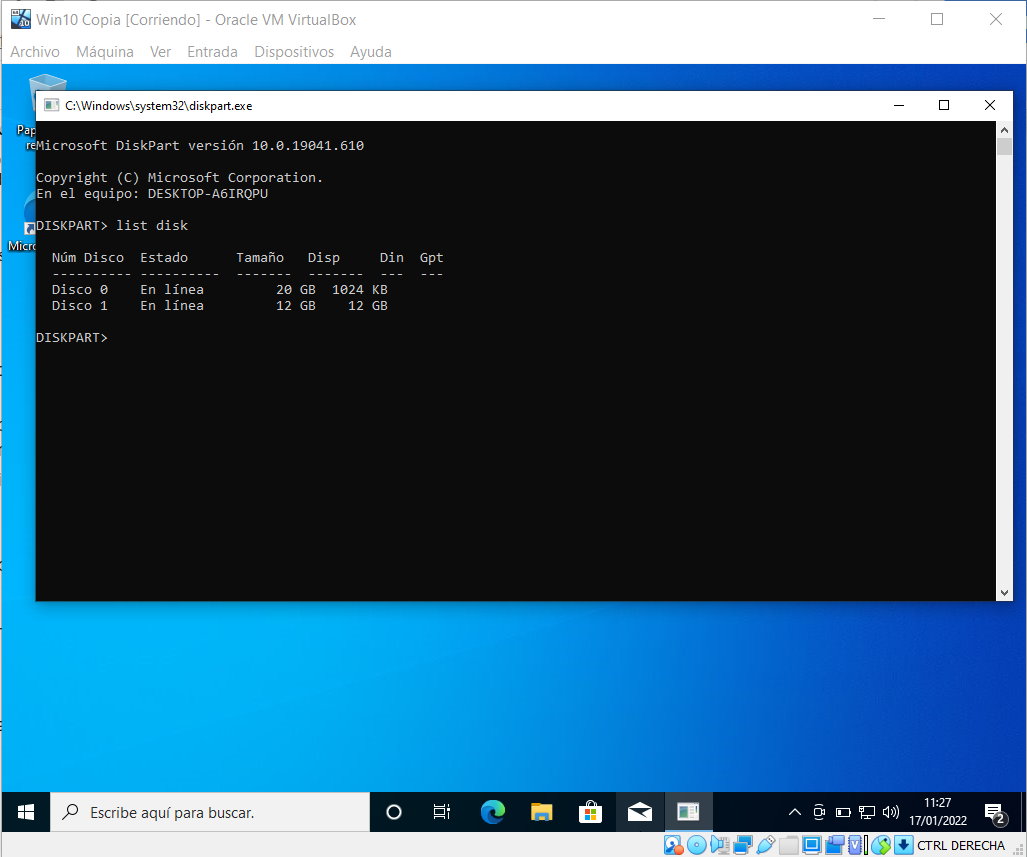 Win10 Copia [Corriendo] - Oracle VM VirtualBox
Archivo Máquina Ver Entrada Dispositivos Ayuda
C:\Windows\system32\diskpart.exe
Pap
re
Micro
Microsoft DiskPart versión 10.0.19041.610
Copyright (C) Microsoft Corporation.
En el equipo: DESKTOP-A6IRQPU
DISKPART> list disk
Núm Disco  Estado      Tamaño   Disp     Din  Gpt
----------  ----------  -------  -------  ---  ---
Disco 0    En línea         20 GB  1024 KB
Disco 1    En línea         12 GB    12 GB
DISKPART>
Escribe aquí para buscar.
11:27
17/01/2022
2
CTRL DERECHA